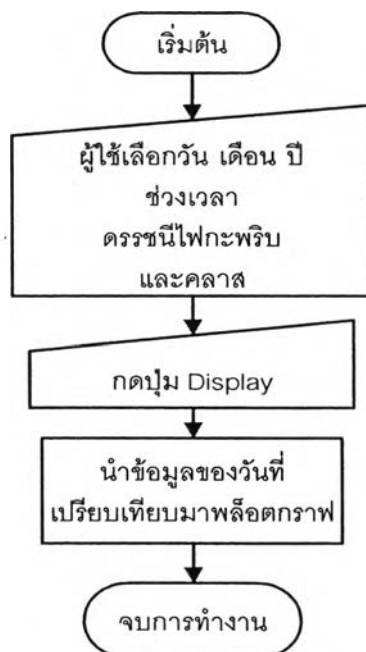 เริ่มต้น
ผู้ใช้เลือกวัน เดือน ปี
ช่วงเวลา
ดรรชนีไฟกะพริบ
และคลาส
กดปุ่ม Display
นำข้อมูลของวันที่
เปรียบเทียบมาพล็อตกราฟ
จบการทำงาน